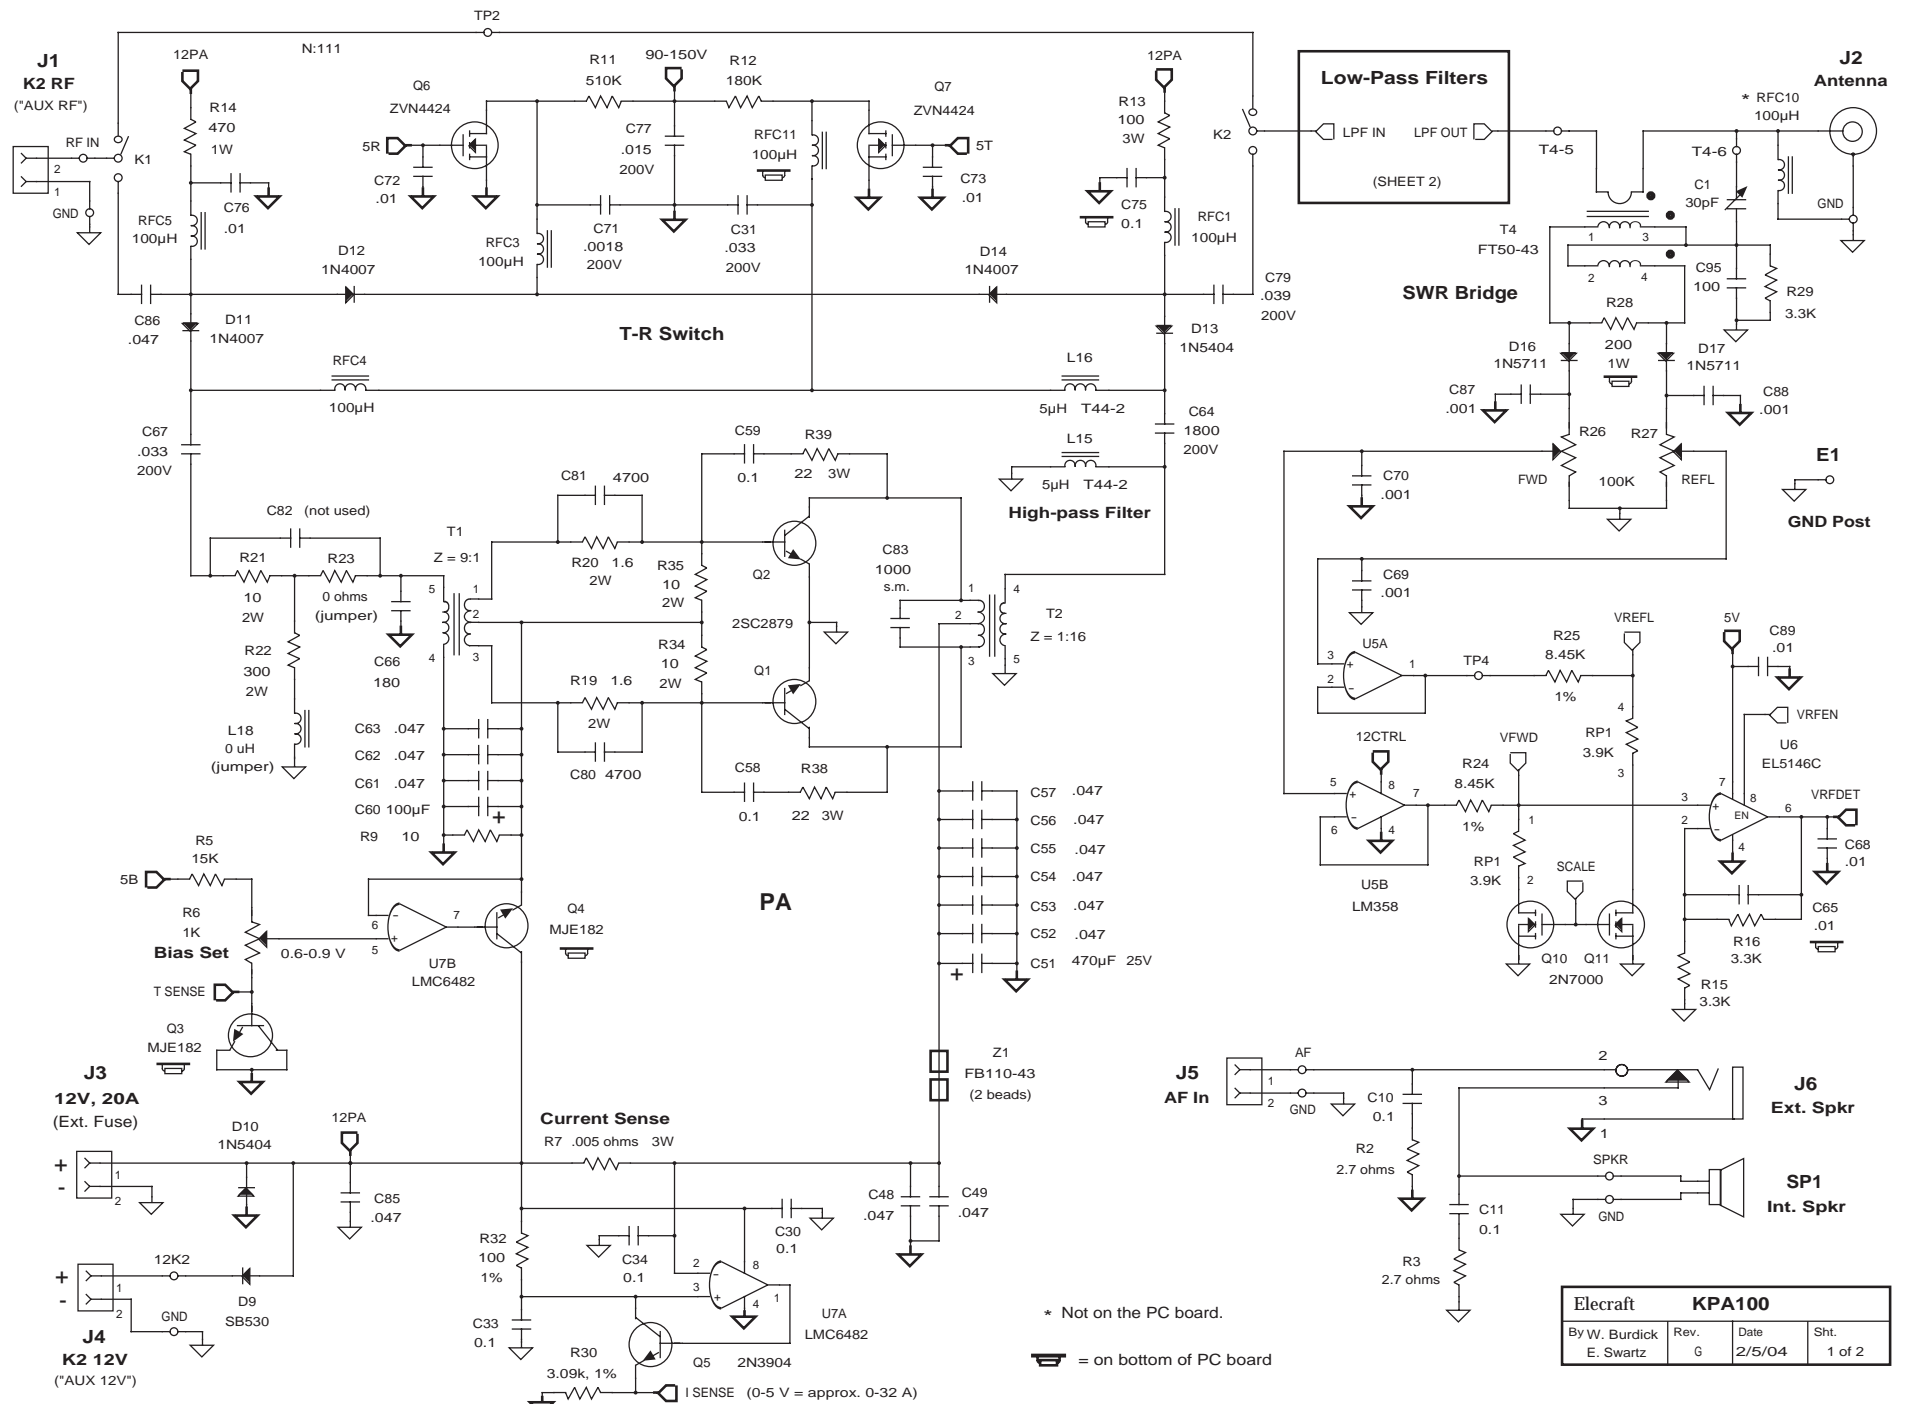 TP2
N:111
J1
K2 RF
("AUX RF")
RF IN
2
1
GND
K1
12PA
R14
470
1W
C76
.01
RFC5
100µH
C86
.047
D11
1N4007
D12
1N4007
Q6
ZVN4424
5R
C72
.01
R11
510K
90-150V
R12
180K
C77
.015
200V
RFC11
100µH
Q7
ZVN4424
5T
C73
.01
RFC3
100µH
C71
.0018
200V
C31
.033
200V
D14
1N4007
T-R Switch
12PA
R13
100
3W
C75
0.1
RFC1
100µH
K2
C79
.039
200V
D13
1N5404
Low-Pass Filters
LPF IN
LPF OUT
(SHEET 2)
T4-5
T4-6
J2
Antenna
* RFC10
100µH
C1
30pF
GND
T4
FT50-43
1
3
2
4
SWR Bridge
C95
100
R29
3.3K
R28
200
1W
D16
1N5711
D17
1N5711
C87
.001
C88
.001
R26
R27
FWD
100K
REFL
E1
GND Post
RFC4
100µH
L16
5µH T44-2
C64
1800
200V
L15
5µH T44-2
High-pass Filter
C67
.033
200V
C82 (not used)
R21
10
2W
R23
0 ohms
(jumper)
R22
300
2W
L18
0 uH
(jumper)
C66
180
T1
Z = 9:1
5
4
1
2
3
C81
4700
R20 1.6
2W
R35
10
2W
R34
10
2W
R19 1.6
2W
C80 4700
C59
0.1
R39
22 3W
Q2
2SC2879
Q1
C58
0.1
R38
22 3W
C83
1000
s.m.
1
2
3
4
5
T2
Z = 1:16
C63 .047
C62 .047
C61 .047
C60 100µF
+
R9 10
C57 .047
C56 .047
C55 .047
C54 .047
C53 .047
C52 .047
C51 470µF 25V
+
PA
R5
15K
5B
R6
1K
Bias Set
0.6-0.9 V
T SENSE
Q3
MJE182
6
5
7
-
+
U7B
LMC6482
Q4
MJE182
Z1
FB110-43
(2 beads)
C70
.001
C69
.001
U5A
3
2
1
+
-
TP4
R25
8.45K
1%
VREFL
4
RP1
3.9K
3
12CTRL
5
6
8
4
7
+
-
U5B
LM358
R24
8.45K
1%
VFWD
1
RP1
3.9K
2
SCALE
Q10
Q11
2N7000
5V
C89
.01
VRFEN
U6
EL5146C
7
8
3
2
6
4
+
-
EN
VRFDET
C68
.01
C65
.01
R16
3.3K
R15
3.3K
J3
12V, 20A
(Ext. Fuse)
+
-
1
2
D10
1N5404
12PA
C85
.047
Current Sense
R7 .005 ohms 3W
C48
.047
C49
.047
C30
0.1
C34
0.1
R32
100
1%
C33
0.1
2
3
8
4
1
-
+
U7A
LMC6482
Q5
2N3904
R30
3.09k, 1%
I SENSE (0-5 V = approx. 0-32 A)
+
-
1
2
12K2
D9
SB530
GND
J4
K2 12V
("AUX 12V")
J5
AF In
1
2
AF
GND
C10
0.1
R2
2.7 ohms
2
3
1
J6
Ext. Spkr
SPKR
GND
SP1
Int. Spkr
C11
0.1
R3
2.7 ohms
* Not on the PC board.
= on bottom of PC board
Elecraft KPA100
By W. Burdick
E. Swartz
Rev.
G
Date
2/5/04
Sht.
1 of 2